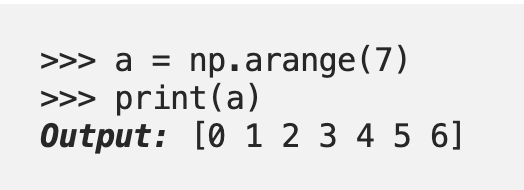 >>> a = np.arange(7)
>>> print(a)
Output: [0 1 2 3 4 5 6]